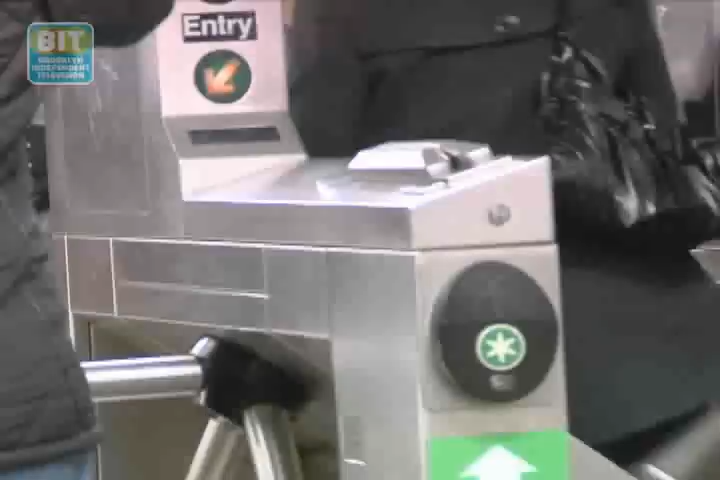 BIT
BROOKLYN
INDEPENDENT
TELEVISION
Entry